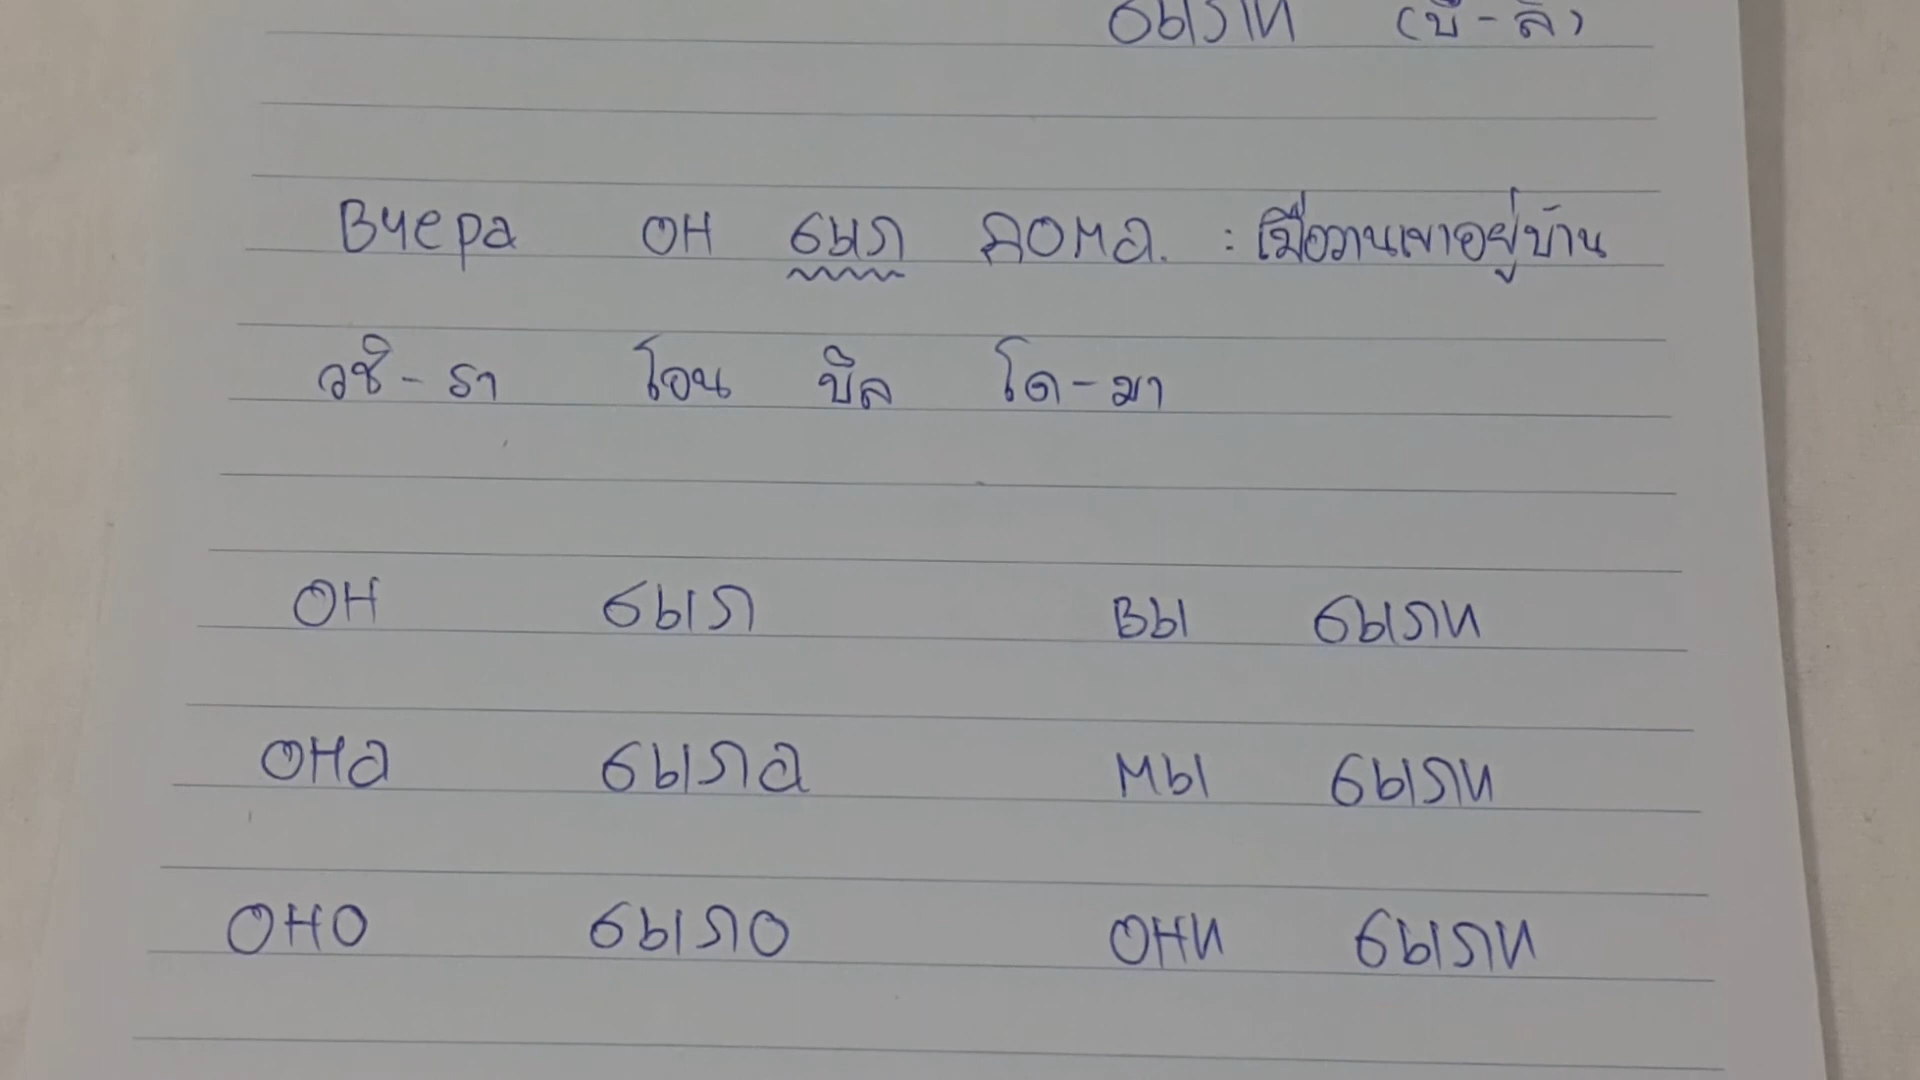 были (บึ - ลิ)
Вчера он был дома. : เมื่อวานเขาอยู่บ้าน
วชิ - รา โอน บึล โด - มา
он был вы были
она была мы были
оно было они были